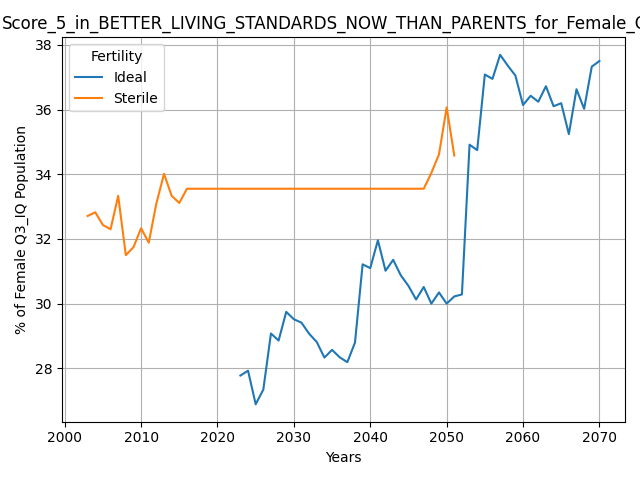 Score_5_in_BETTER_LIVING_STANDARDS_NOW_THAN_PARENTS_for_Female_
Fertility
Ideal
Sterile
% of Female Q3_IQ Population
38
36
34
32
30
28
2000 2010 2020 2030 2040 2050 2060 2070
Years